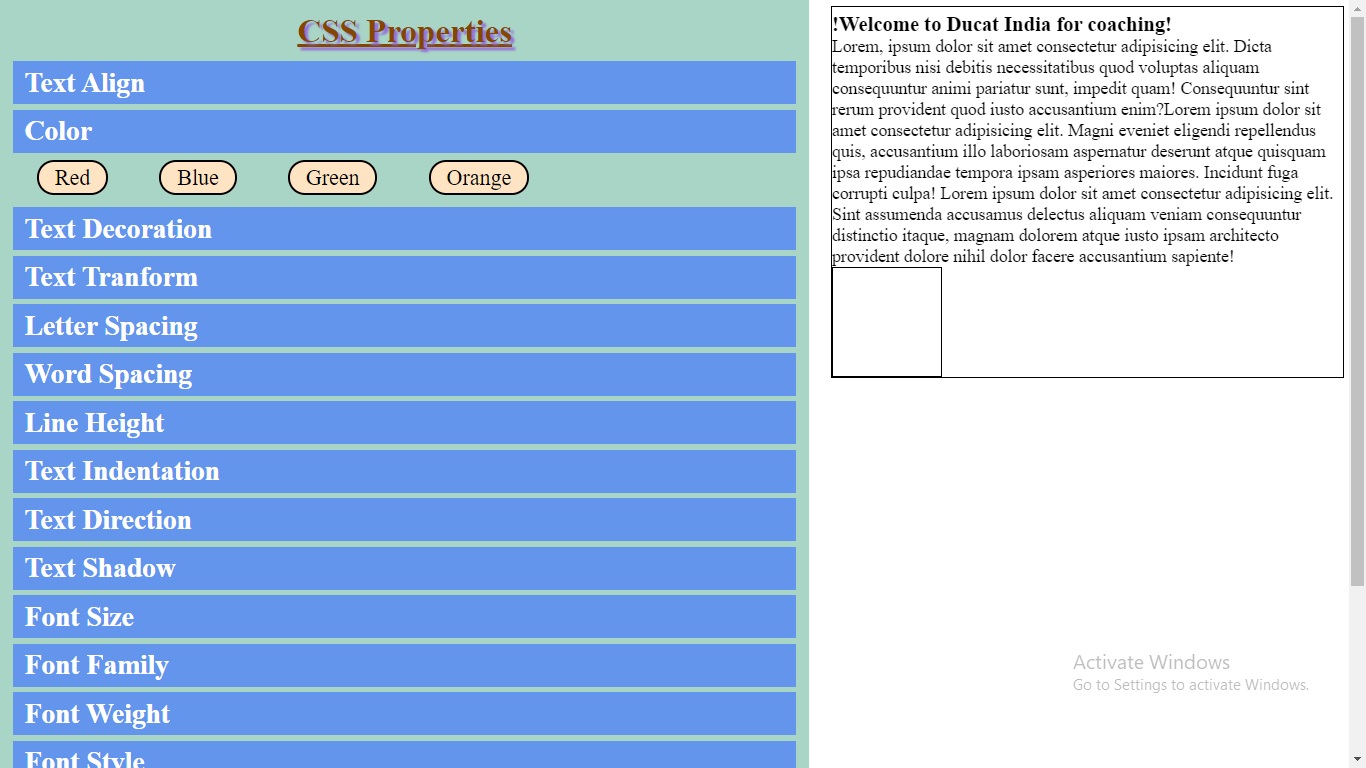 CSS Properties
Text Align
Color
Red Blue Green Orange
Text Decoration
Text Tranform
Letter Spacing
Word Spacing
Line Height
Text Indentation
Text Direction
Text Shadow
Font Size
Font Family
Font Weight
Font Style
!Welcome to Ducat India for coaching!
Lorem, ipsum dolor sit amet consectetur adipisicing elit. Dicta
temporibus nisi debitis necessitatibus quod voluptas aliquam
consequuntur animi pariatur sunt, impedit quam! Consequuntur sint
rerum provident quod iusto accusantium enim?Lorem ipsum dolor sit
amet consectetur adipisicing elit. Magni eveniet eligendi repellendus
quis, accusantium illo laboriosam aspernatur deserunt atque quisquam
ipsa repudiandae tempora ipsam asperiores maiores. Incidunt fuga
corrupti culpa! Lorem ipsum dolor sit amet consectetur adipisicing elit.
Sint assumenda accusamus delectus aliquam veniam consequuntur
distinctio itaque, magnam dolorem atque iusto ipsam architecto
provident dolore nihil dolor facere accusantium sapiente!
Activate Windows
Go to Settings to activate Windows.